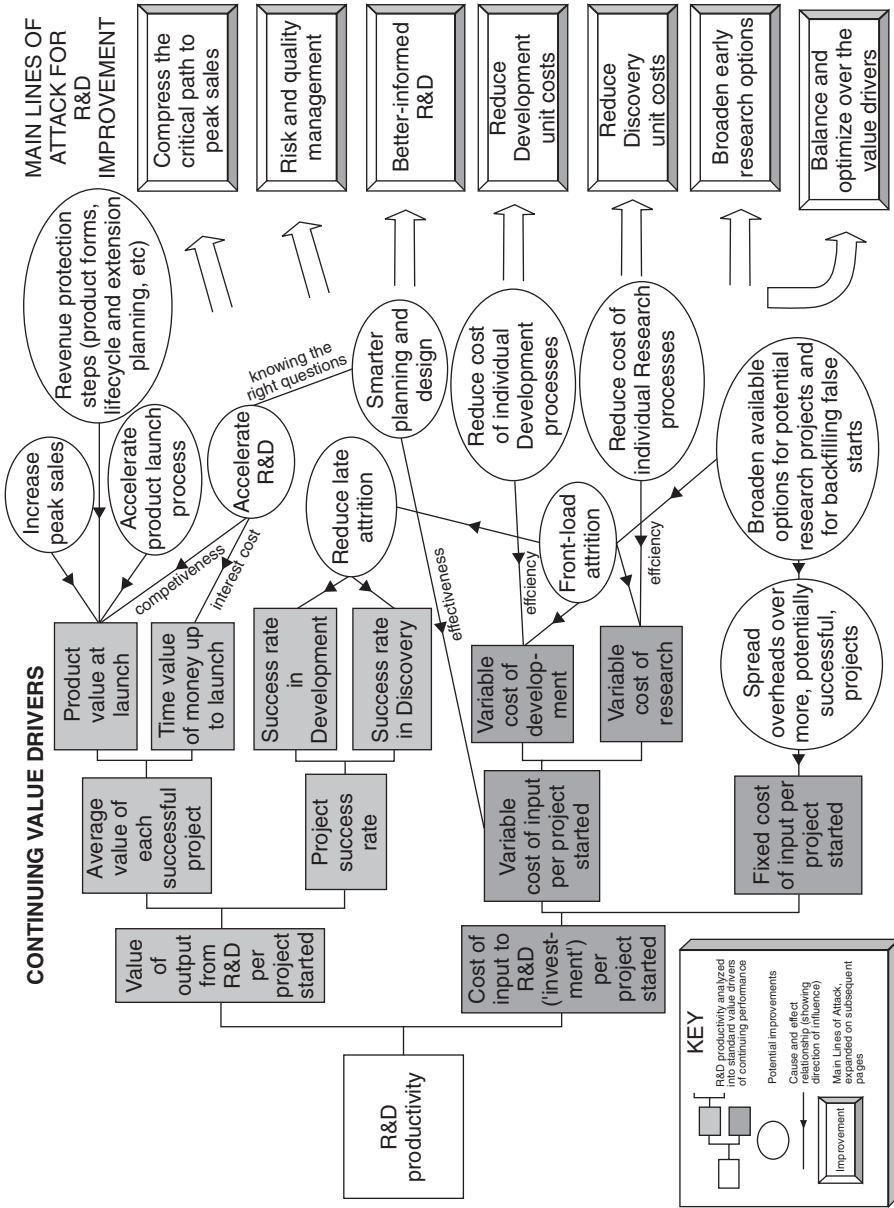 CONTINUING VALUE DRIVERS
MAIN LINES OF
ATTACK FOR
R&D
IMPROVEMENT
R&D
productivity
Value
of
output
from
R&D
per
project
started
Cost of
input to
R&D
('invest-
ment')
per
project
started
Average
value of
each
successful
project
Project
success
rate
Variable
cost of input
per project
started
Fixed cost
of input per
project
started
Product
value at
launch
Time value
of money up
to launch
Success rate
in
Development
Success rate
in Discovery
Variable
cost of
develop-
ment
Variable
cost of
research
Spread
overheads over
more, potentially
successful,
projects
competiveness
interest cost
effectiveness
effciency
effciency
Increase
peak sales
Revenue protection
steps (product forms,
lifecycle and extension
planning, etc)
Accelerate
product launch
process
Accelerate
R&D
knowing the
right questions
Reduce late
attrition
Smarter
planning and
design
Front-load
attrition
Reduce cost
of individual
Development
processes
Reduce cost of
individual Research
processes
Broaden available
options for potential
research projects and
for backfilling false
starts
Compress the
critical path to
peak sales
Risk and quality
management
Better-informed
R&D
Reduce
Development
unit costs
Reduce
Discovery
unit costs
Broaden early
research options
Balance and
optimize over the
value drivers
KEY
R&D productivity analyzed
into standard value drivers
of continuing performance
Potential improvements
Cause and effect
relationship (showing
direction of influence)
Improvement
Main Lines of Attack,
expanded on subsequent
pages